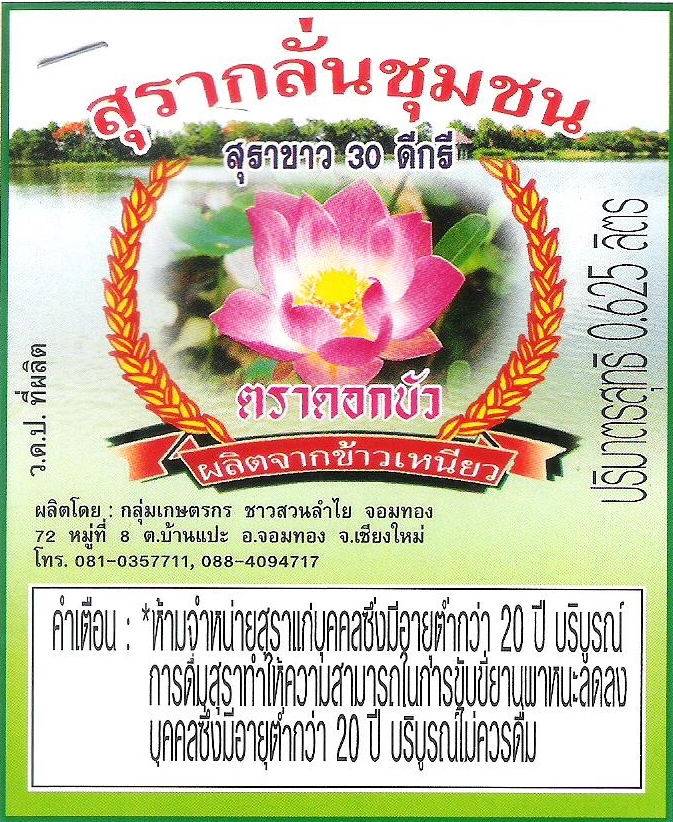 สุรากลั่นชุมชน
สุราขาว 30 ดีกรี
ตราดอกบัว
ผลิตจากข้าวเหนียว
ว.ด.ป. ที่ผลิต
ปริมาตรสุทธิ 0.625 ลิตร
ผลิตโดย : กลุ่มเกษตรกร ชาวสวนลำไย จอมทอง
72 หมู่ที่ 8 ต.บ้านแปะ อ.จอมทอง จ.เชียงใหม่
โทร. 081-0357711, 088-4094717
คำเตือน : *ห้ามจำหน่ายสุราแก่บุคคลซึ่งมีอายุต่ำกว่า 20 ปี บริบูรณ์
การดื่มสุราทำให้ความสามารถในการขับขี่ยานพาหนะลดลง
บุคคลซึ่งมีอายุต่ำกว่า 20 ปี บริบูรณ์ไม่ควรดื่ม